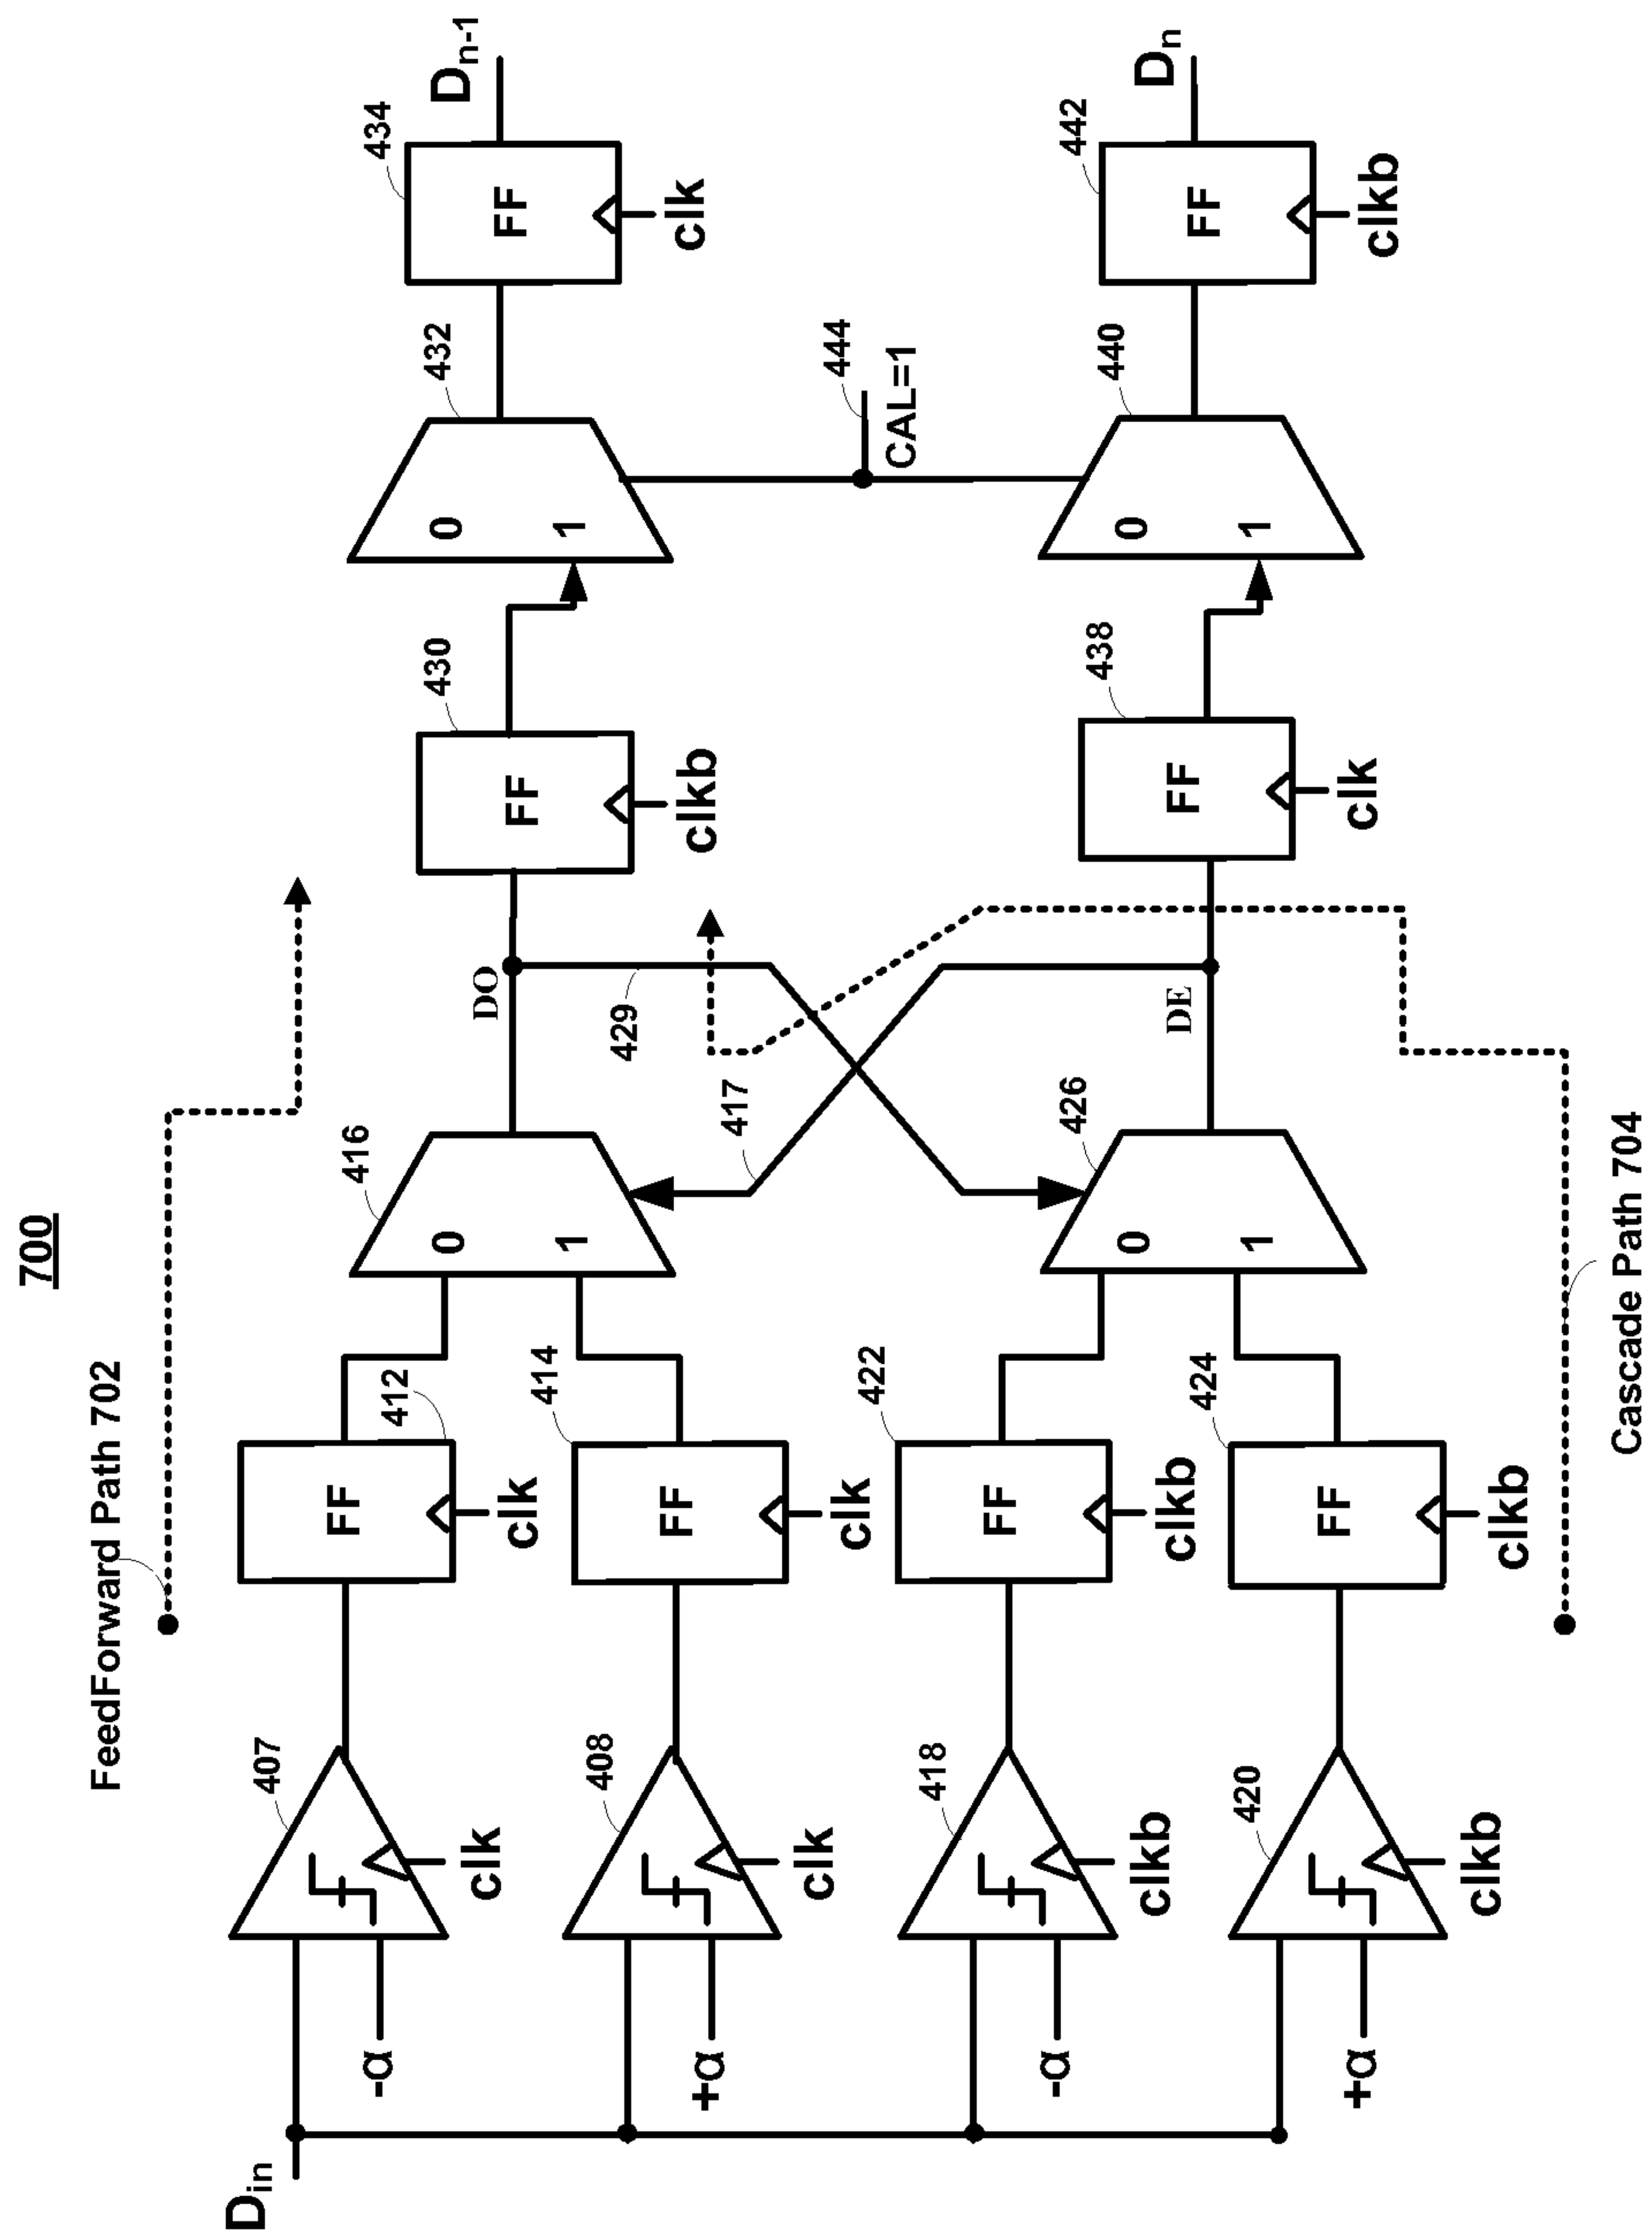 700
FeedForward Path 702
D_in
-α
407
clk
FF
412
clk
0
416
DO
FF
430
clkb
0
432
FF
434
clk
D_n-1
+α
408
clk
FF
414
clk
1
417
429
1
444
CAL=1
-α
418
clkb
FF
422
clkb
0
426
DE
FF
438
clk
0
440
FF
442
clkb
D_n
+α
420
clkb
FF
424
clkb
1
1
Cascade Path 704